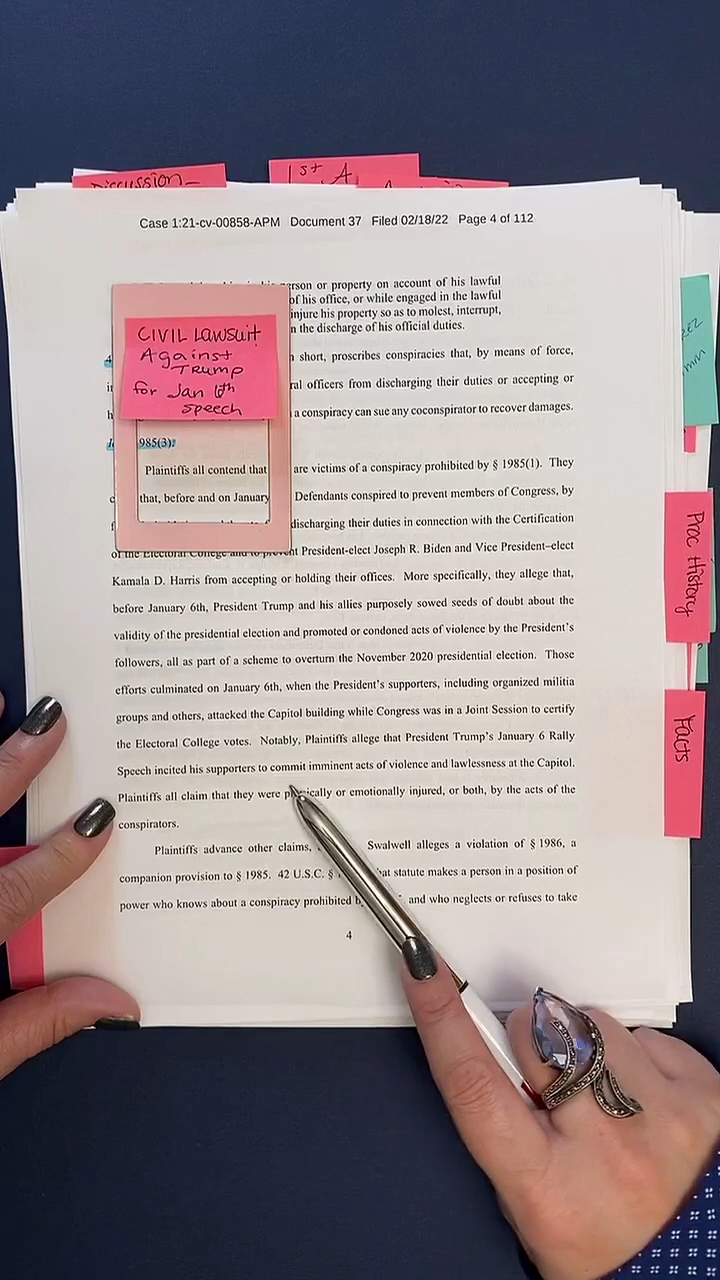 Discussion-
1st A
Case 1:21-cv-00858-APM Document 37 Filed 02/18/22 Page 4 of 112
person or property on account of his lawful
of his office, or while engaged in the lawful
injure his property so as to molest, interrupt,
in the discharge of his official duties.
CIVIL LAWSUIT
Against
TRUMP
for Jan 6th
speech
short, proscribes conspiracies that, by means of force,
officers from discharging their duties or accepting or
a conspiracy can sue any coconspirator to recover damages.
985(3).
Plaintiffs all contend that are victims of a conspiracy prohibited by § 1985(1). They
that, before and on January Defendants conspired to prevent members of Congress, by
discharging their duties in connection with the Certification
of the Electoral College and to prevent President-elect Joseph R. Biden and Vice President–elect
Kamala D. Harris from accepting or holding their offices. More specifically, they allege that,
before January 6th, President Trump and his allies purposely sowed seeds of doubt about the
validity of the presidential election and promoted or condoned acts of violence by the President's
followers, all as part of a scheme to overturn the November 2020 presidential election. Those
efforts culminated on January 6th, when the President's supporters, including organized militia
groups and others, attacked the Capitol building while Congress was in a Joint Session to certify
the Electoral College votes. Notably, Plaintiffs allege that President Trump's January 6 Rally
Speech incited his supporters to commit imminent acts of violence and lawlessness at the Capitol.
Plaintiffs all claim that they were physically or emotionally injured, or both, by the acts of the
conspirators.
Plaintiffs advance other claims, Swalwell alleges a violation of § 1986, a
companion provision to § 1985. 42 U.S.C. § that statute makes a person in a position of
power who knows about a conspiracy prohibited and who neglects or refuses to take
4
Proc History
Facts